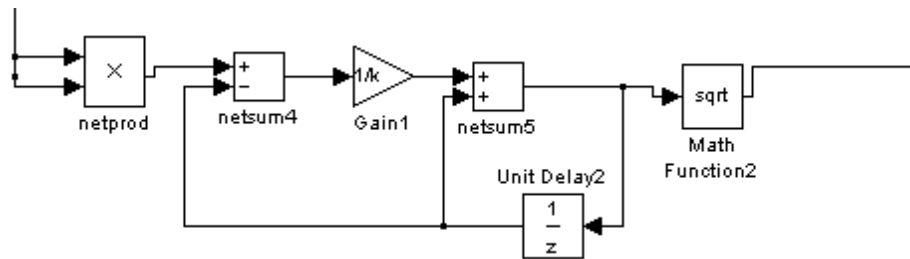 ×
netprod
+
−
netsum4
1/k
Gain1
+
+
netsum5
sqrt
Math
Function2
Unit Delay2
1
z